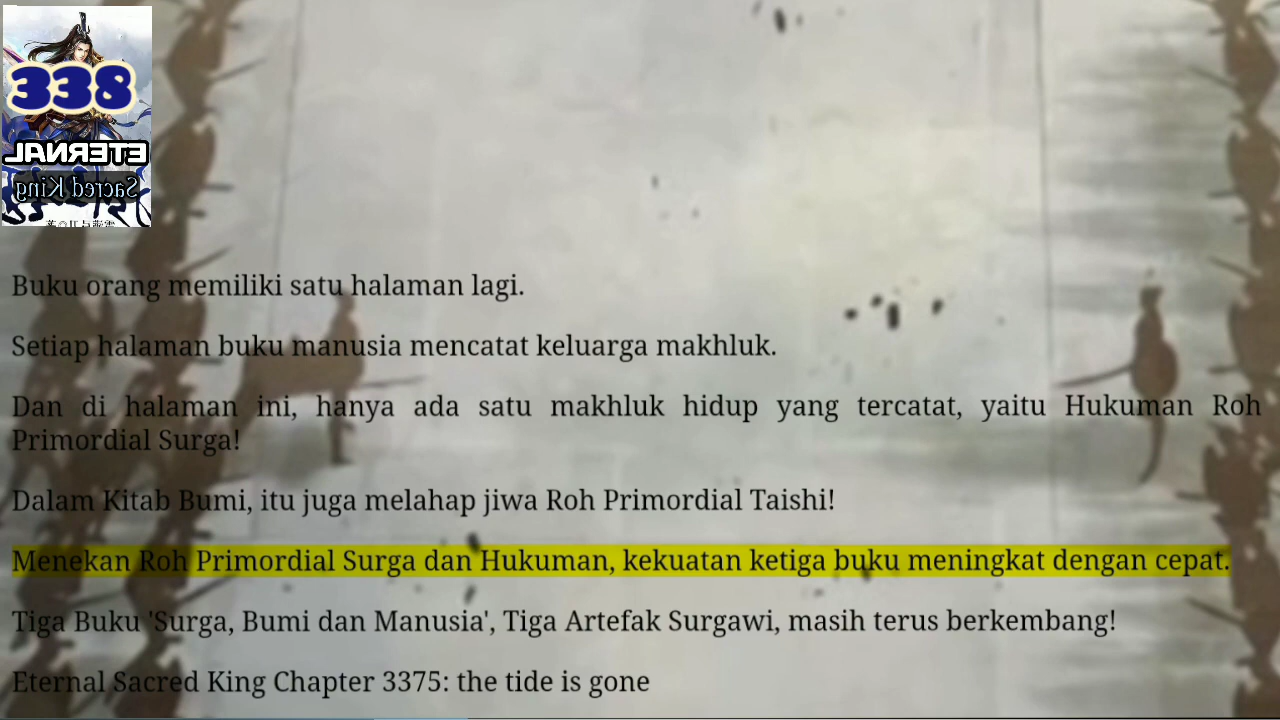 338
ETERNAL
Sacred King
Buku orang memiliki satu halaman lagi.
Setiap halaman buku manusia mencatat keluarga makhluk.
Dan di halaman ini, hanya ada satu makhluk hidup yang tercatat, yaitu Hukuman Roh
Primordial Surga!
Dalam Kitab Bumi, itu juga melahap jiwa Roh Primordial Taishi!
Menekan Roh Primordial Surga dan Hukuman, kekuatan ketiga buku meningkat dengan cepat.
Tiga Buku 'Surga, Bumi dan Manusia', Tiga Artefak Surgawi, masih terus berkembang!
Eternal Sacred King Chapter 3375: the tide is gone